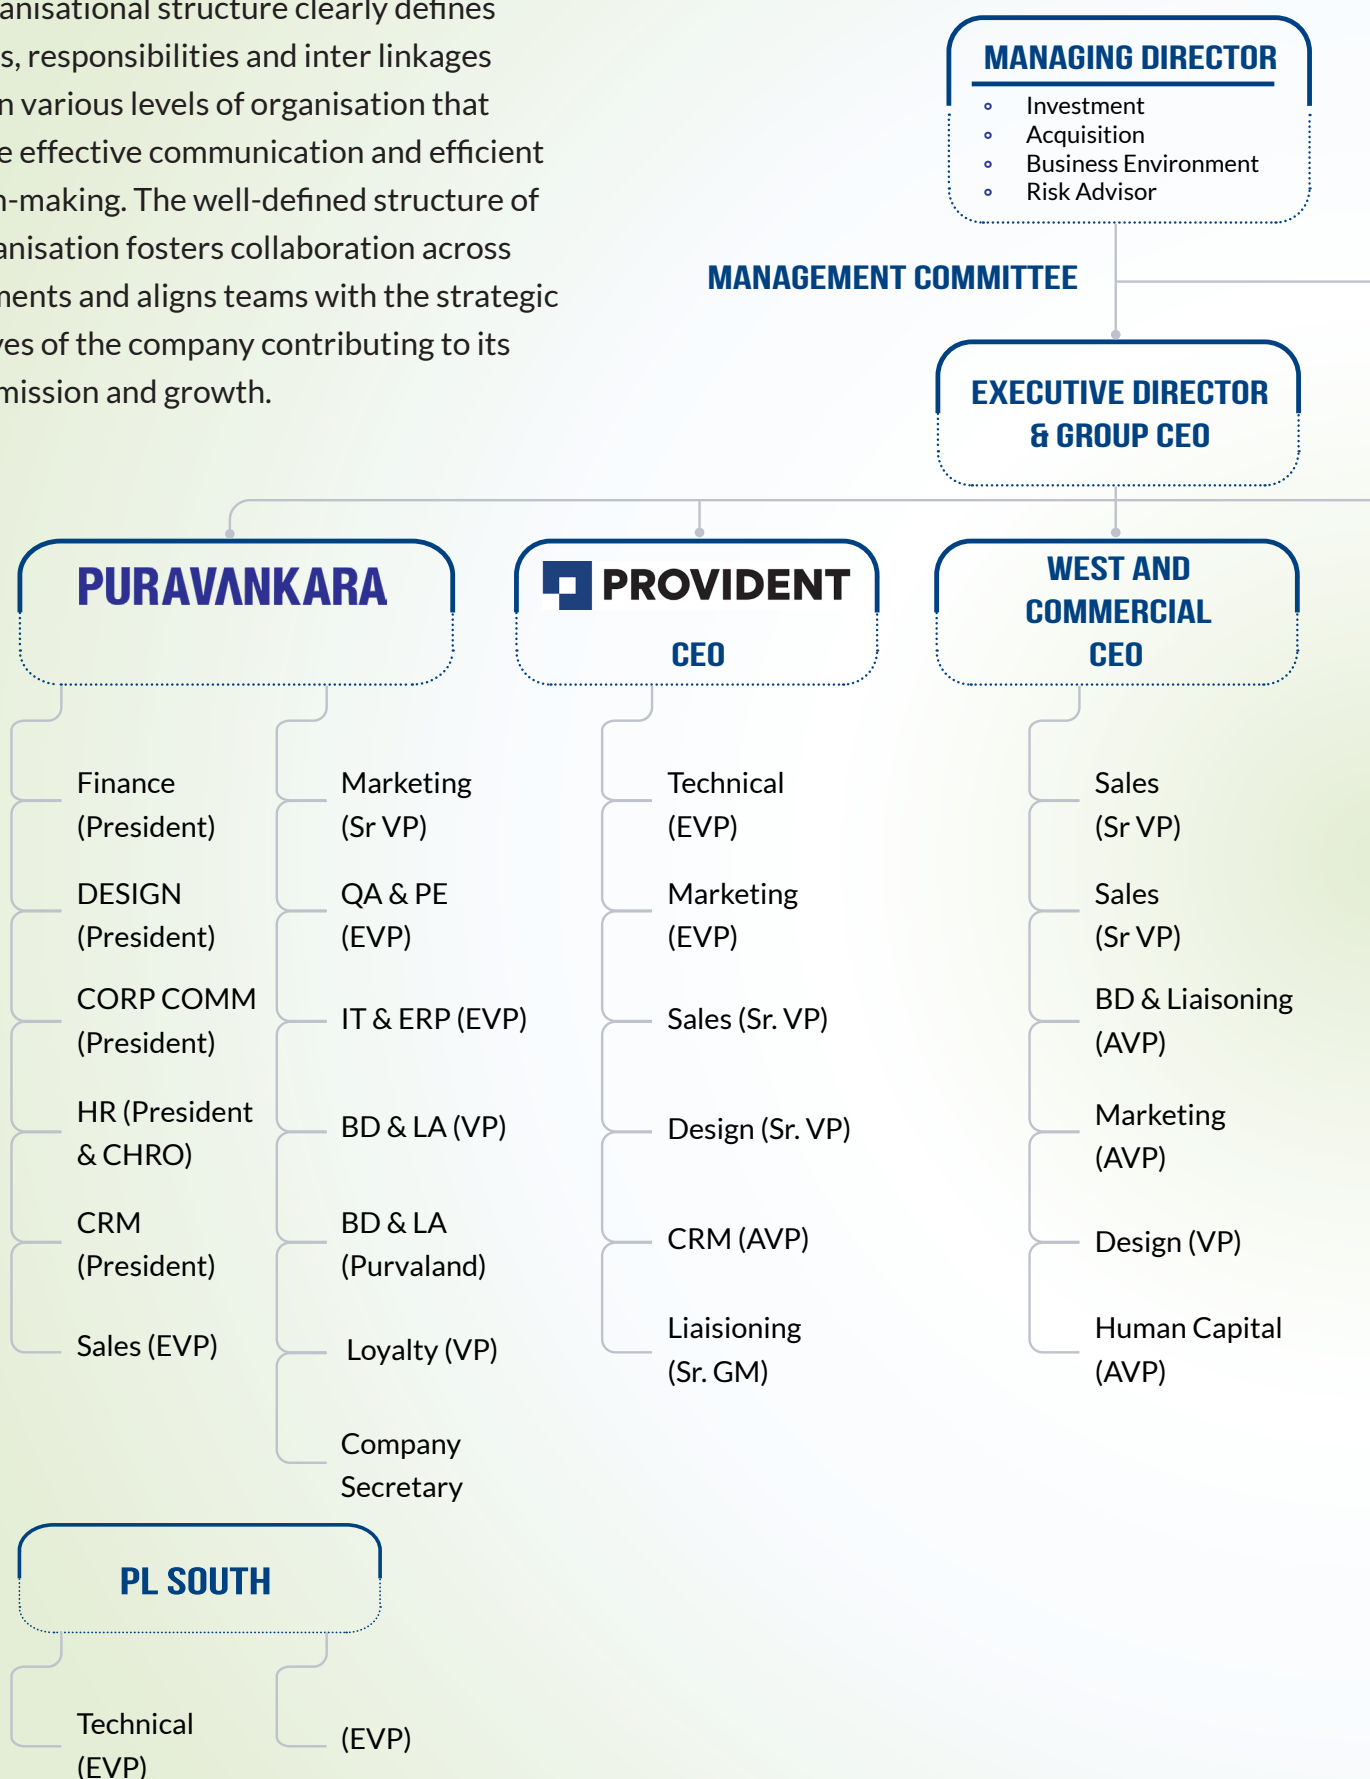 anisational structure clearly defines
s, responsibilities and inter linkages
n various levels of organisation that
e effective communication and efficient
n-making. The well-defined structure of
anisation fosters collaboration across
ments and aligns teams with the strategic
ves of the company contributing to its
mission and growth.
MANAGING DIRECTOR
Investment
Acquisition
Business Environment
Risk Advisor
MANAGEMENT COMMITTEE
EXECUTIVE DIRECTOR
& GROUP CEO
PURAVANKARA
Finance
(President)
DESIGN
(President)
CORP COMM
(President)
HR (President
& CHRO)
CRM
(President)
Sales (EVP)
Marketing
(Sr VP)
QA & PE
(EVP)
IT & ERP (EVP)
BD & LA (VP)
BD & LA
(Purvaland)
Loyalty (VP)
Company
Secretary
PROVIDENT
CEO
Technical
(EVP)
Marketing
(EVP)
Sales (Sr. VP)
Design (Sr. VP)
CRM (AVP)
Liaisioning
(Sr. GM)
WEST AND
COMMERCIAL
CEO
Sales
(Sr VP)
Sales
(Sr VP)
BD & Liaisoning
(AVP)
Marketing
(AVP)
Design (VP)
Human Capital
(AVP)
PL SOUTH
Technical
(EVP)
(EVP)